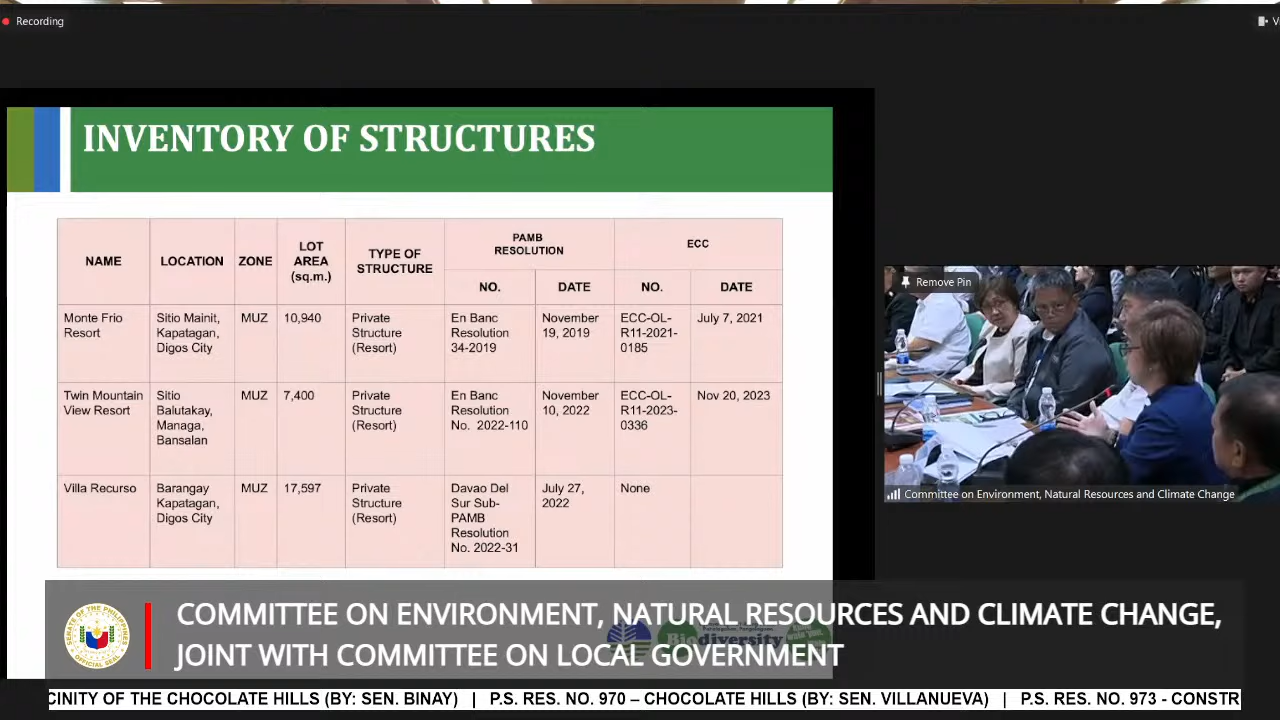 Recording
INVENTORY OF STRUCTURES
NAME
LOCATION
ZONE
LOT
AREA
(sq.m.)
TYPE OF
STRUCTURE
PAMB
RESOLUTION
ECC
NO.
DATE
NO.
DATE
Monte Frio
Resort
Sitio Mainit,
Kapatagan,
Digos City
MUZ
10,940
Private
Structure
(Resort)
En Banc
Resolution
34-2019
November
19, 2019
ECC-OL-
R11-2021-
0185
July 7, 2021
Twin Mountain
View Resort
Sitio
Balutakay,
Managa,
Bansalan
MUZ
7,400
Private
Structure
(Resort)
En Banc
Resolution
No. 2022-110
November
10, 2022
ECC-OL-
R11-2023-
0336
Nov 20, 2023
Villa Recurso
Barangay
Kapatagan,
Digos City
MUZ
17,597
Private
Structure
(Resort)
Davao Del
Sur Sub-
PAMB
Resolution
No. 2022-31
July 27,
2022
None
Remove Pin
Committee on Environment, Natural Resources and Climate Change
SENATE OF THE PHILIPPINES
OFFICIAL SEAL
COMMITTEE ON ENVIRONMENT, NATURAL RESOURCES AND CLIMATE CHANGE,
JOINT WITH COMMITTEE ON LOCAL GOVERNMENT
Biodiversity
CINITY OF THE CHOCOLATE HILLS (BY: SEN. BINAY) | P.S. RES. NO. 970 – CHOCOLATE HILLS (BY: SEN. VILLANUEVA) | P.S. RES. NO. 973 - CONSTR